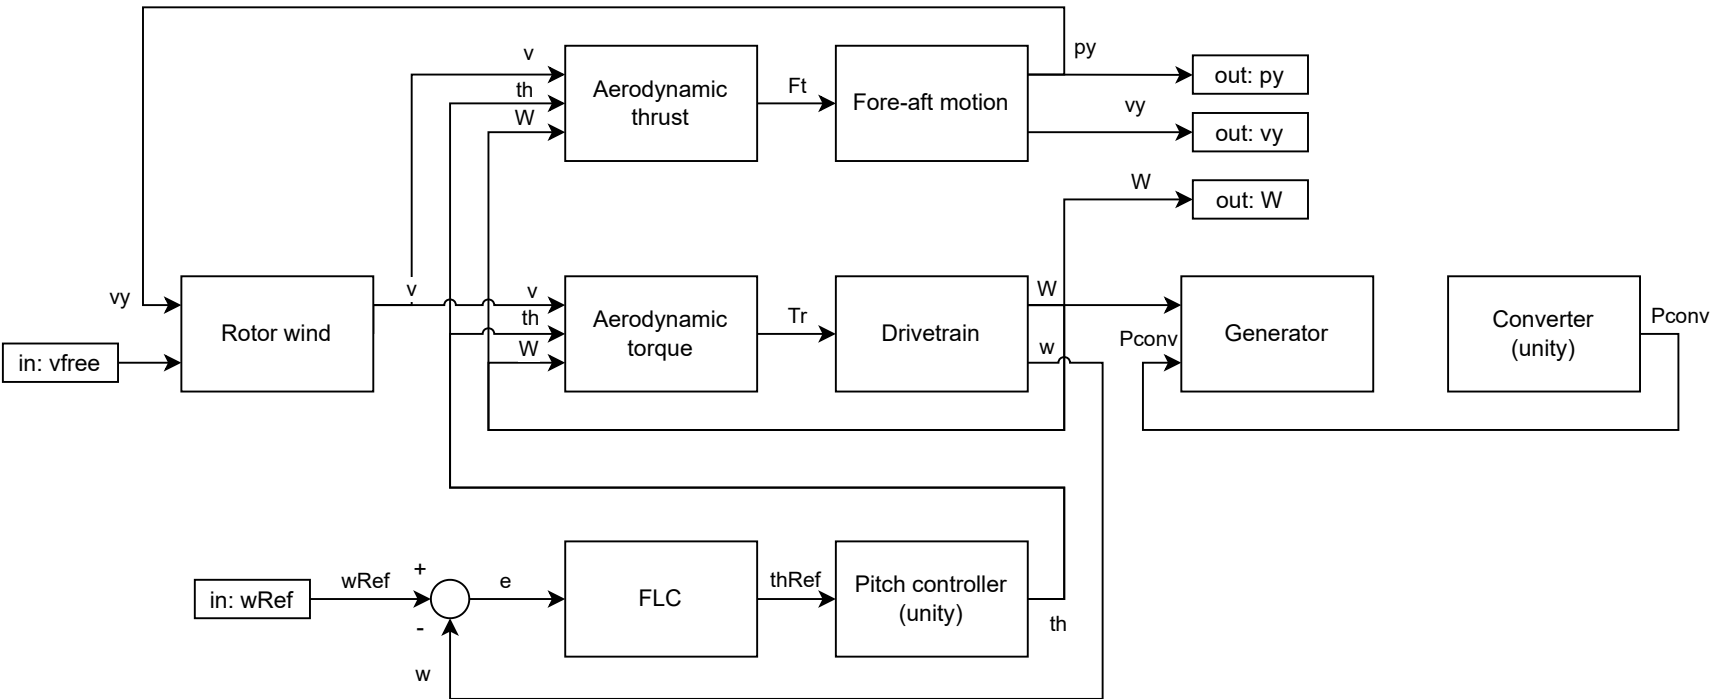 py
v
th
W
Aerodynamic
thrust
Ft
Fore-aft motion
out: py
vy
out: vy
W
out: W
vy
in: vfree
Rotor wind
v
v
th
W
Aerodynamic
torque
Tr
Drivetrain
W
w
Pconv
Generator
Converter
(unity)
Pconv
in: wRef
wRef
+
-
w
e
FLC
thRef
Pitch controller
(unity)
th